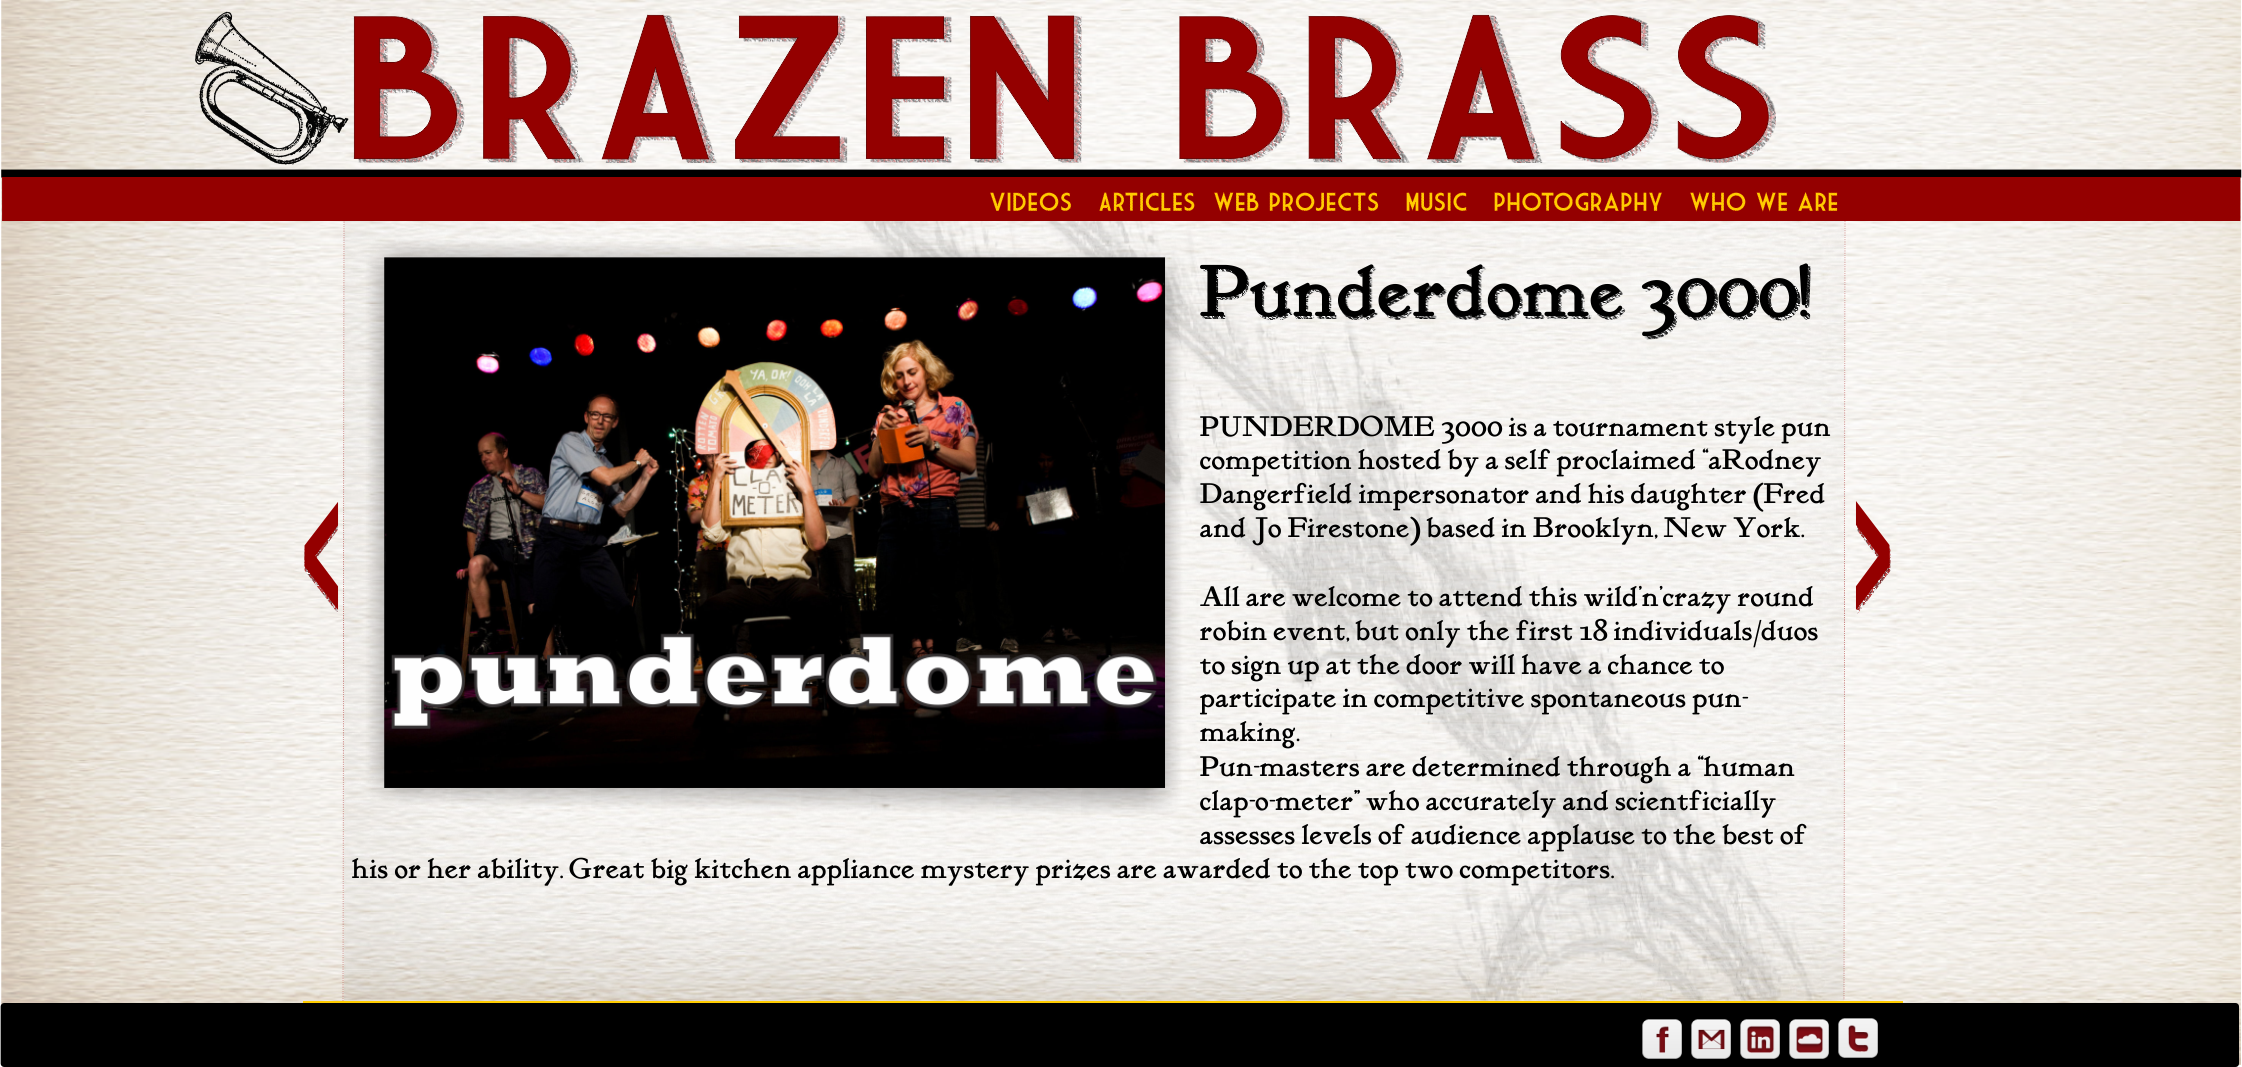 BRAZEN BRASS
VIDEOS ARTICLES WEB PROJECTS MUSIC PHOTOGRAPHY WHO WE ARE
YA, OK!
ROTTEN
TOMATO
CLA
-O-
METER
punderdome
Punderdome 3000!
PUNDERDOME 3000 is a tournament style pun
competition hosted by a self proclaimed “aRodney
Dangerfield impersonator and his daughter (Fred
and Jo Firestone) based in Brooklyn, New York.
All are welcome to attend this wild’n’crazy round
robin event, but only the first 18 individuals/duos
to sign up at the door will have a chance to
participate in competitive spontaneous pun-
making.
Pun-masters are determined through a “human
clap-o-meter” who accurately and scientficially
assesses levels of audience applause to the best of
his or her ability. Great big kitchen appliance mystery prizes are awarded to the top two competitors.
f in t